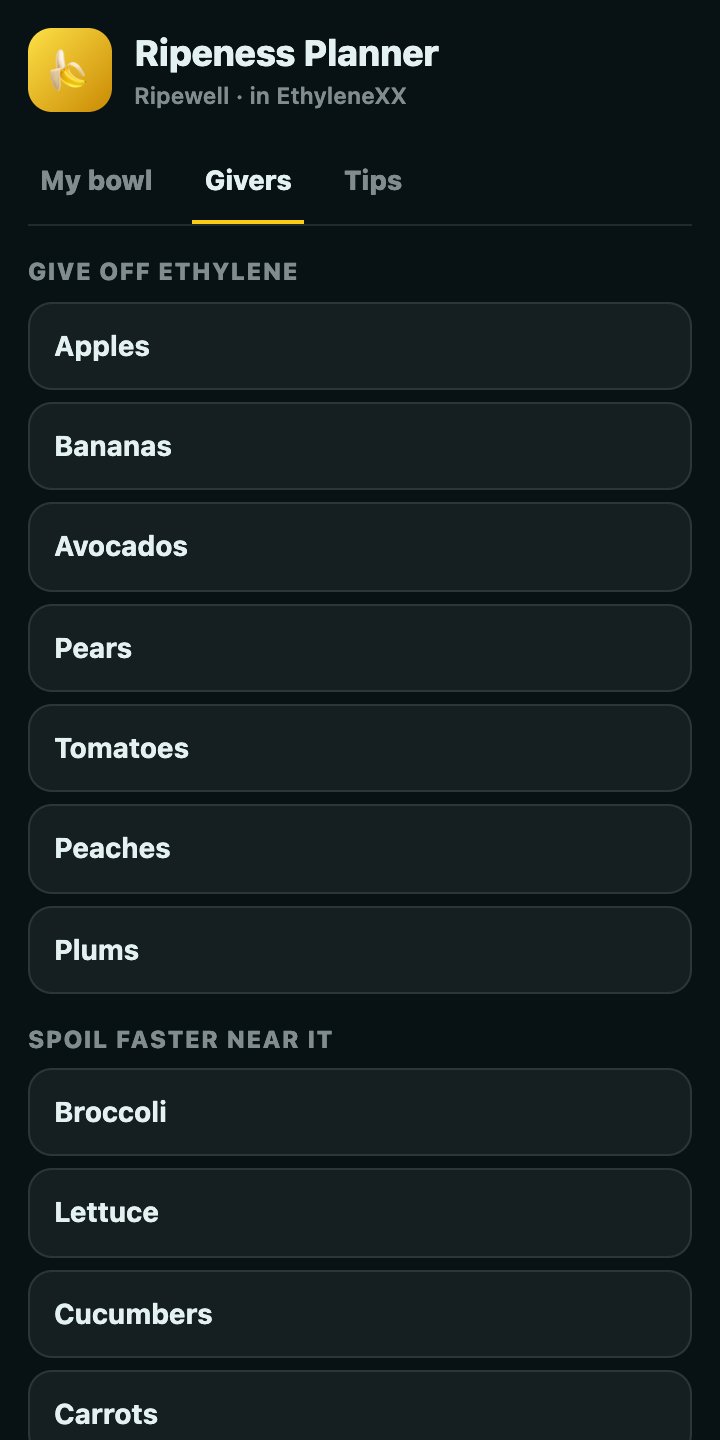 Ripeness Planner
Ripewell · in EthyleneXX
My bowl Givers Tips
GIVE OFF ETHYLENE
Apples
Bananas
Avocados
Pears
Tomatoes
Peaches
Plums
SPOIL FASTER NEAR IT
Broccoli
Lettuce
Cucumbers
Carrots